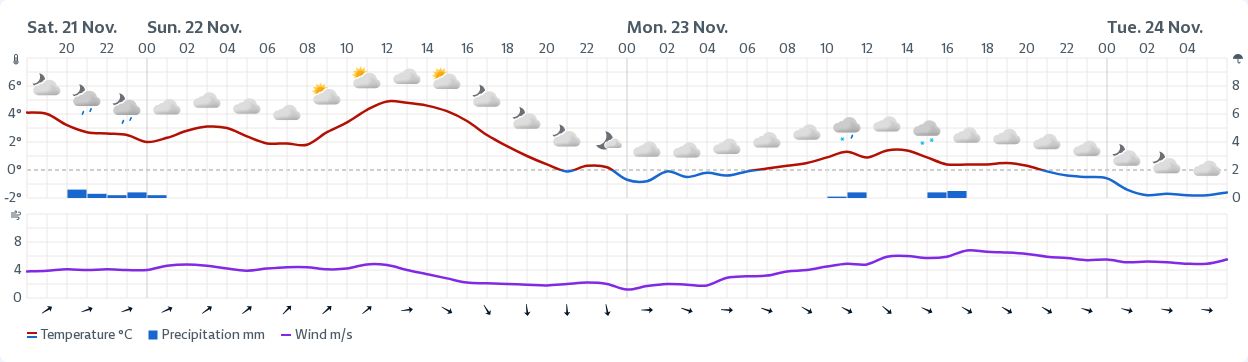 Sat. 21 Nov. Sun. 22 Nov. Mon. 23 Nov. Tue. 24 Nov.
20 22 00 02 04 06 08 10 12 14 16 18 20 22 00 02 04 06 08 10 12 14 16 18 20 22 00 02 04
6° 8
4° 6
2° 4
0° 2
-2° 0
8
4
0
Temperature °C Precipitation mm Wind m/s